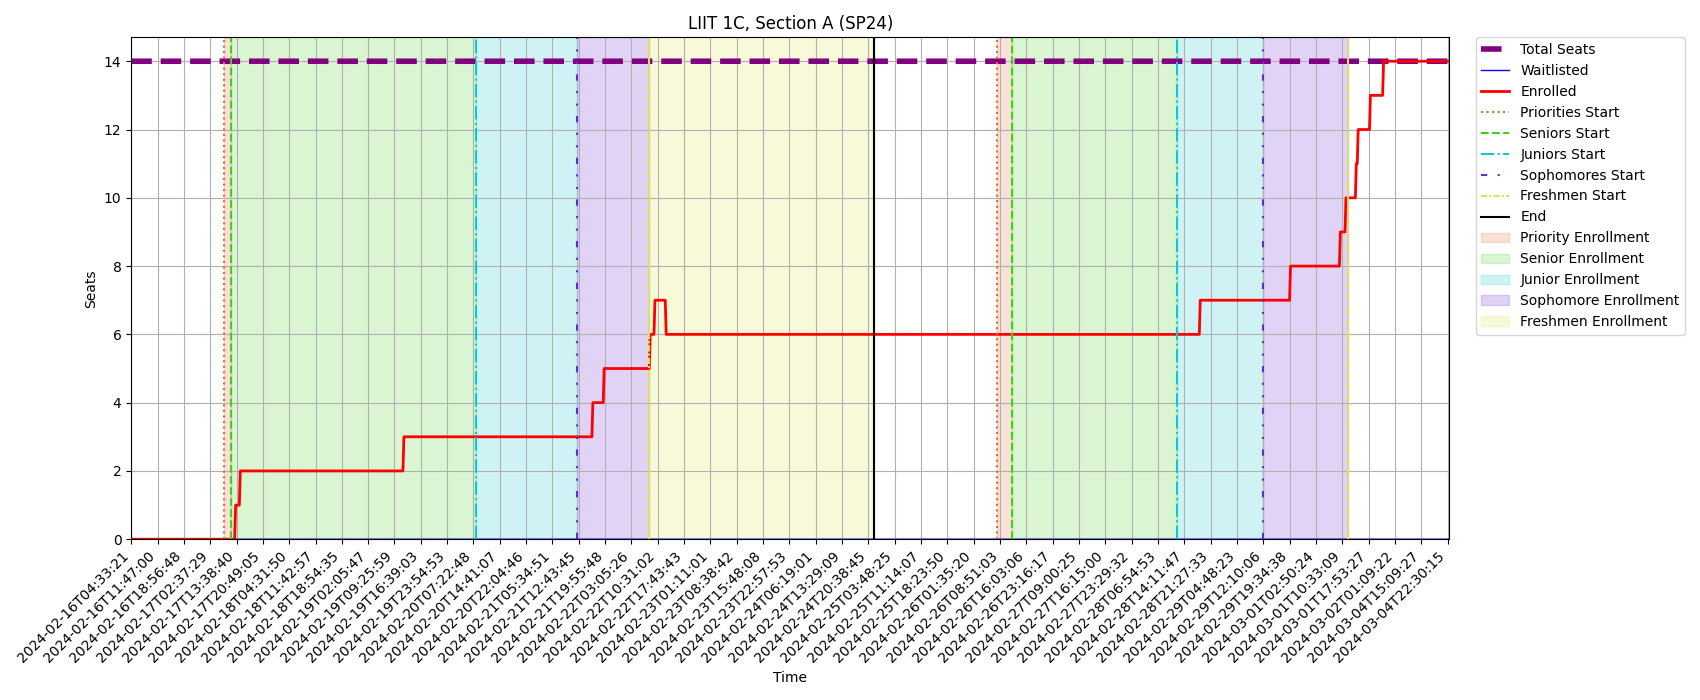 LIIT 1C, Section A (SP24)
Seats
14
12
10
8
6
4
2
0
2024-02-16T04:33:21
2024-02-16T11:47:00
2024-02-16T18:56:48
2024-02-17T02:37:29
2024-02-17T13:38:40
2024-02-17T20:49:05
2024-02-18T04:31:50
2024-02-18T11:42:57
2024-02-18T18:54:35
2024-02-19T02:05:47
2024-02-19T09:25:59
2024-02-19T16:39:03
2024-02-19T23:54:53
2024-02-20T07:22:48
2024-02-20T14:41:07
2024-02-20T22:04:46
2024-02-21T05:34:51
2024-02-21T12:43:45
2024-02-21T19:55:48
2024-02-22T03:05:26
2024-02-22T10:31:02
2024-02-22T17:43:43
2024-02-23T01:11:01
2024-02-23T08:38:42
2024-02-23T15:48:08
2024-02-23T22:57:53
2024-02-24T06:19:01
2024-02-24T13:29:09
2024-02-24T20:38:45
2024-02-25T03:48:25
2024-02-25T11:14:07
2024-02-25T18:23:50
2024-02-26T01:35:20
2024-02-26T08:51:03
2024-02-26T16:03:06
2024-02-26T23:16:17
2024-02-27T09:00:25
2024-02-27T16:15:00
2024-02-27T23:29:32
2024-02-28T06:54:53
2024-02-28T14:11:47
2024-02-28T21:27:33
2024-02-29T04:48:23
2024-02-29T12:10:06
2024-02-29T19:34:38
2024-03-01T02:50:24
2024-03-01T10:33:09
2024-03-01T17:53:27
2024-03-02T01:09:22
2024-03-04T15:09:27
2024-03-04T22:30:15
Time
Total Seats
Waitlisted
Enrolled
Priorities Start
Seniors Start
Juniors Start
Sophomores Start
Freshmen Start
End
Priority Enrollment
Senior Enrollment
Junior Enrollment
Sophomore Enrollment
Freshmen Enrollment